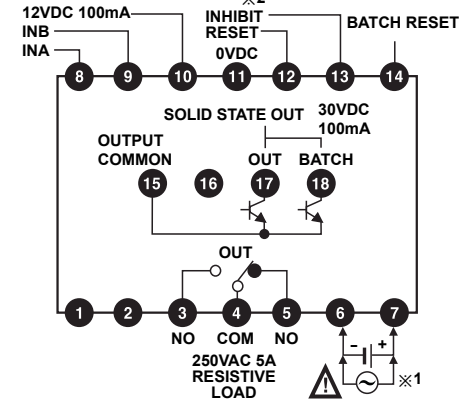 ※2
12VDC 100mA
INHIBIT
BATCH RESET
INB
RESET
INA
0VDC
8 9 10 11 12 13 14
SOLID STATE OUT
30VDC
100mA
OUTPUT
COMMON
OUT
BATCH
15 16 17 18
OUT
1 2 3 4 5 6 7
NO COM NO
- +
250VAC 5A
RESISTIVE
LOAD
※1